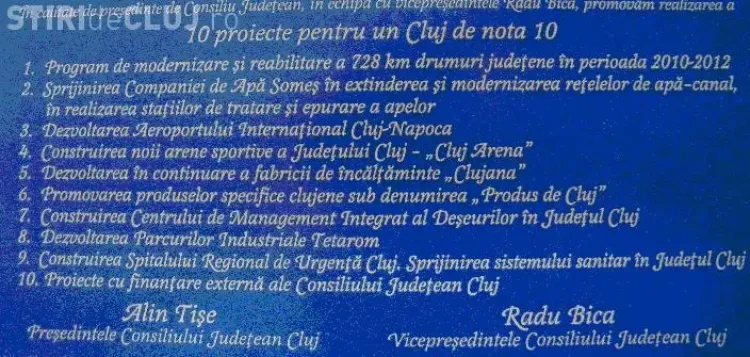 STIRIdeCLUJ.ro
În calitate de președinte de Consiliu Județean, în echipă cu vicepreședintele Radu Bica, promovăm realizarea a
10 proiecte pentru un Cluj de nota 10
1. Program de modernizare și reabilitare a 728 km drumuri județene în perioada 2010-2012
2. Sprijinirea Companiei de Apă Someș în extinderea și modernizarea rețelelor de apă-canal,
în realizarea stațiilor de tratare și epurare a apelor
3. Dezvoltarea Aeroportului Internațional Cluj-Napoca
4. Construirea noii arene sportive a Județului Cluj - „Cluj Arena”
5. Dezvoltarea în continuare a fabricii de încălțăminte „Clujana”
6. Promovarea produselor specifice clujene sub denumirea „Produs de Cluj”
7. Construirea Centrului de Management Integrat al Deșeurilor în Județul Cluj
8. Dezvoltarea Parcurilor Industriale Tetarom
9. Construirea Spitalului Regional de Urgență Cluj. Sprijinirea sistemului sanitar în Județul Cluj
10. Proiecte cu finanțare externă ale Consiliului Județean Cluj
Alin Tișe Radu Bica
Președintele Consiliului Județean Cluj Vicepreședintele Consiliului Județean Cluj